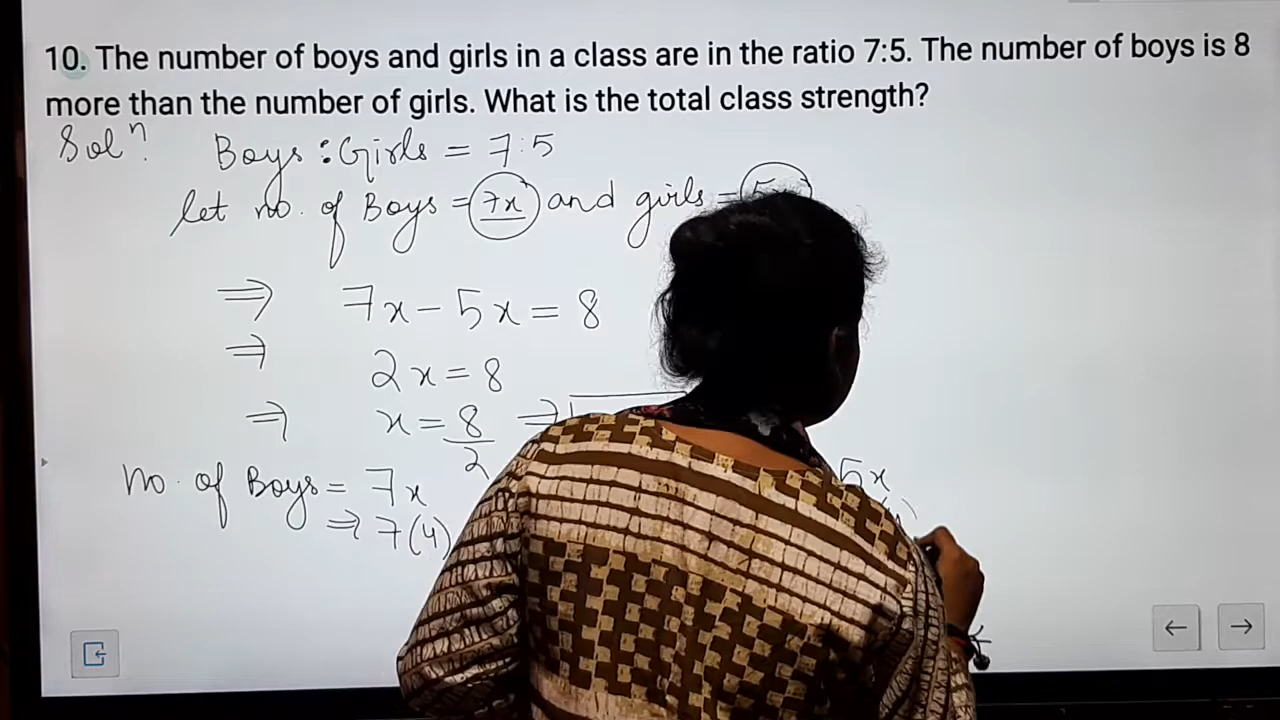 10. The number of boys and girls in a class are in the ratio 7:5. The number of boys is 8
more than the number of girls. What is the total class strength?
Solⁿ. Boys : Girls = 7:5
let no. of Boys = 7x and girls =
⇒ 7x - 5x = 8
⇒ 2x = 8
⇒ x = 8/2 ⇒
No. of Boys = 7x 5x
⇒ 7(4)